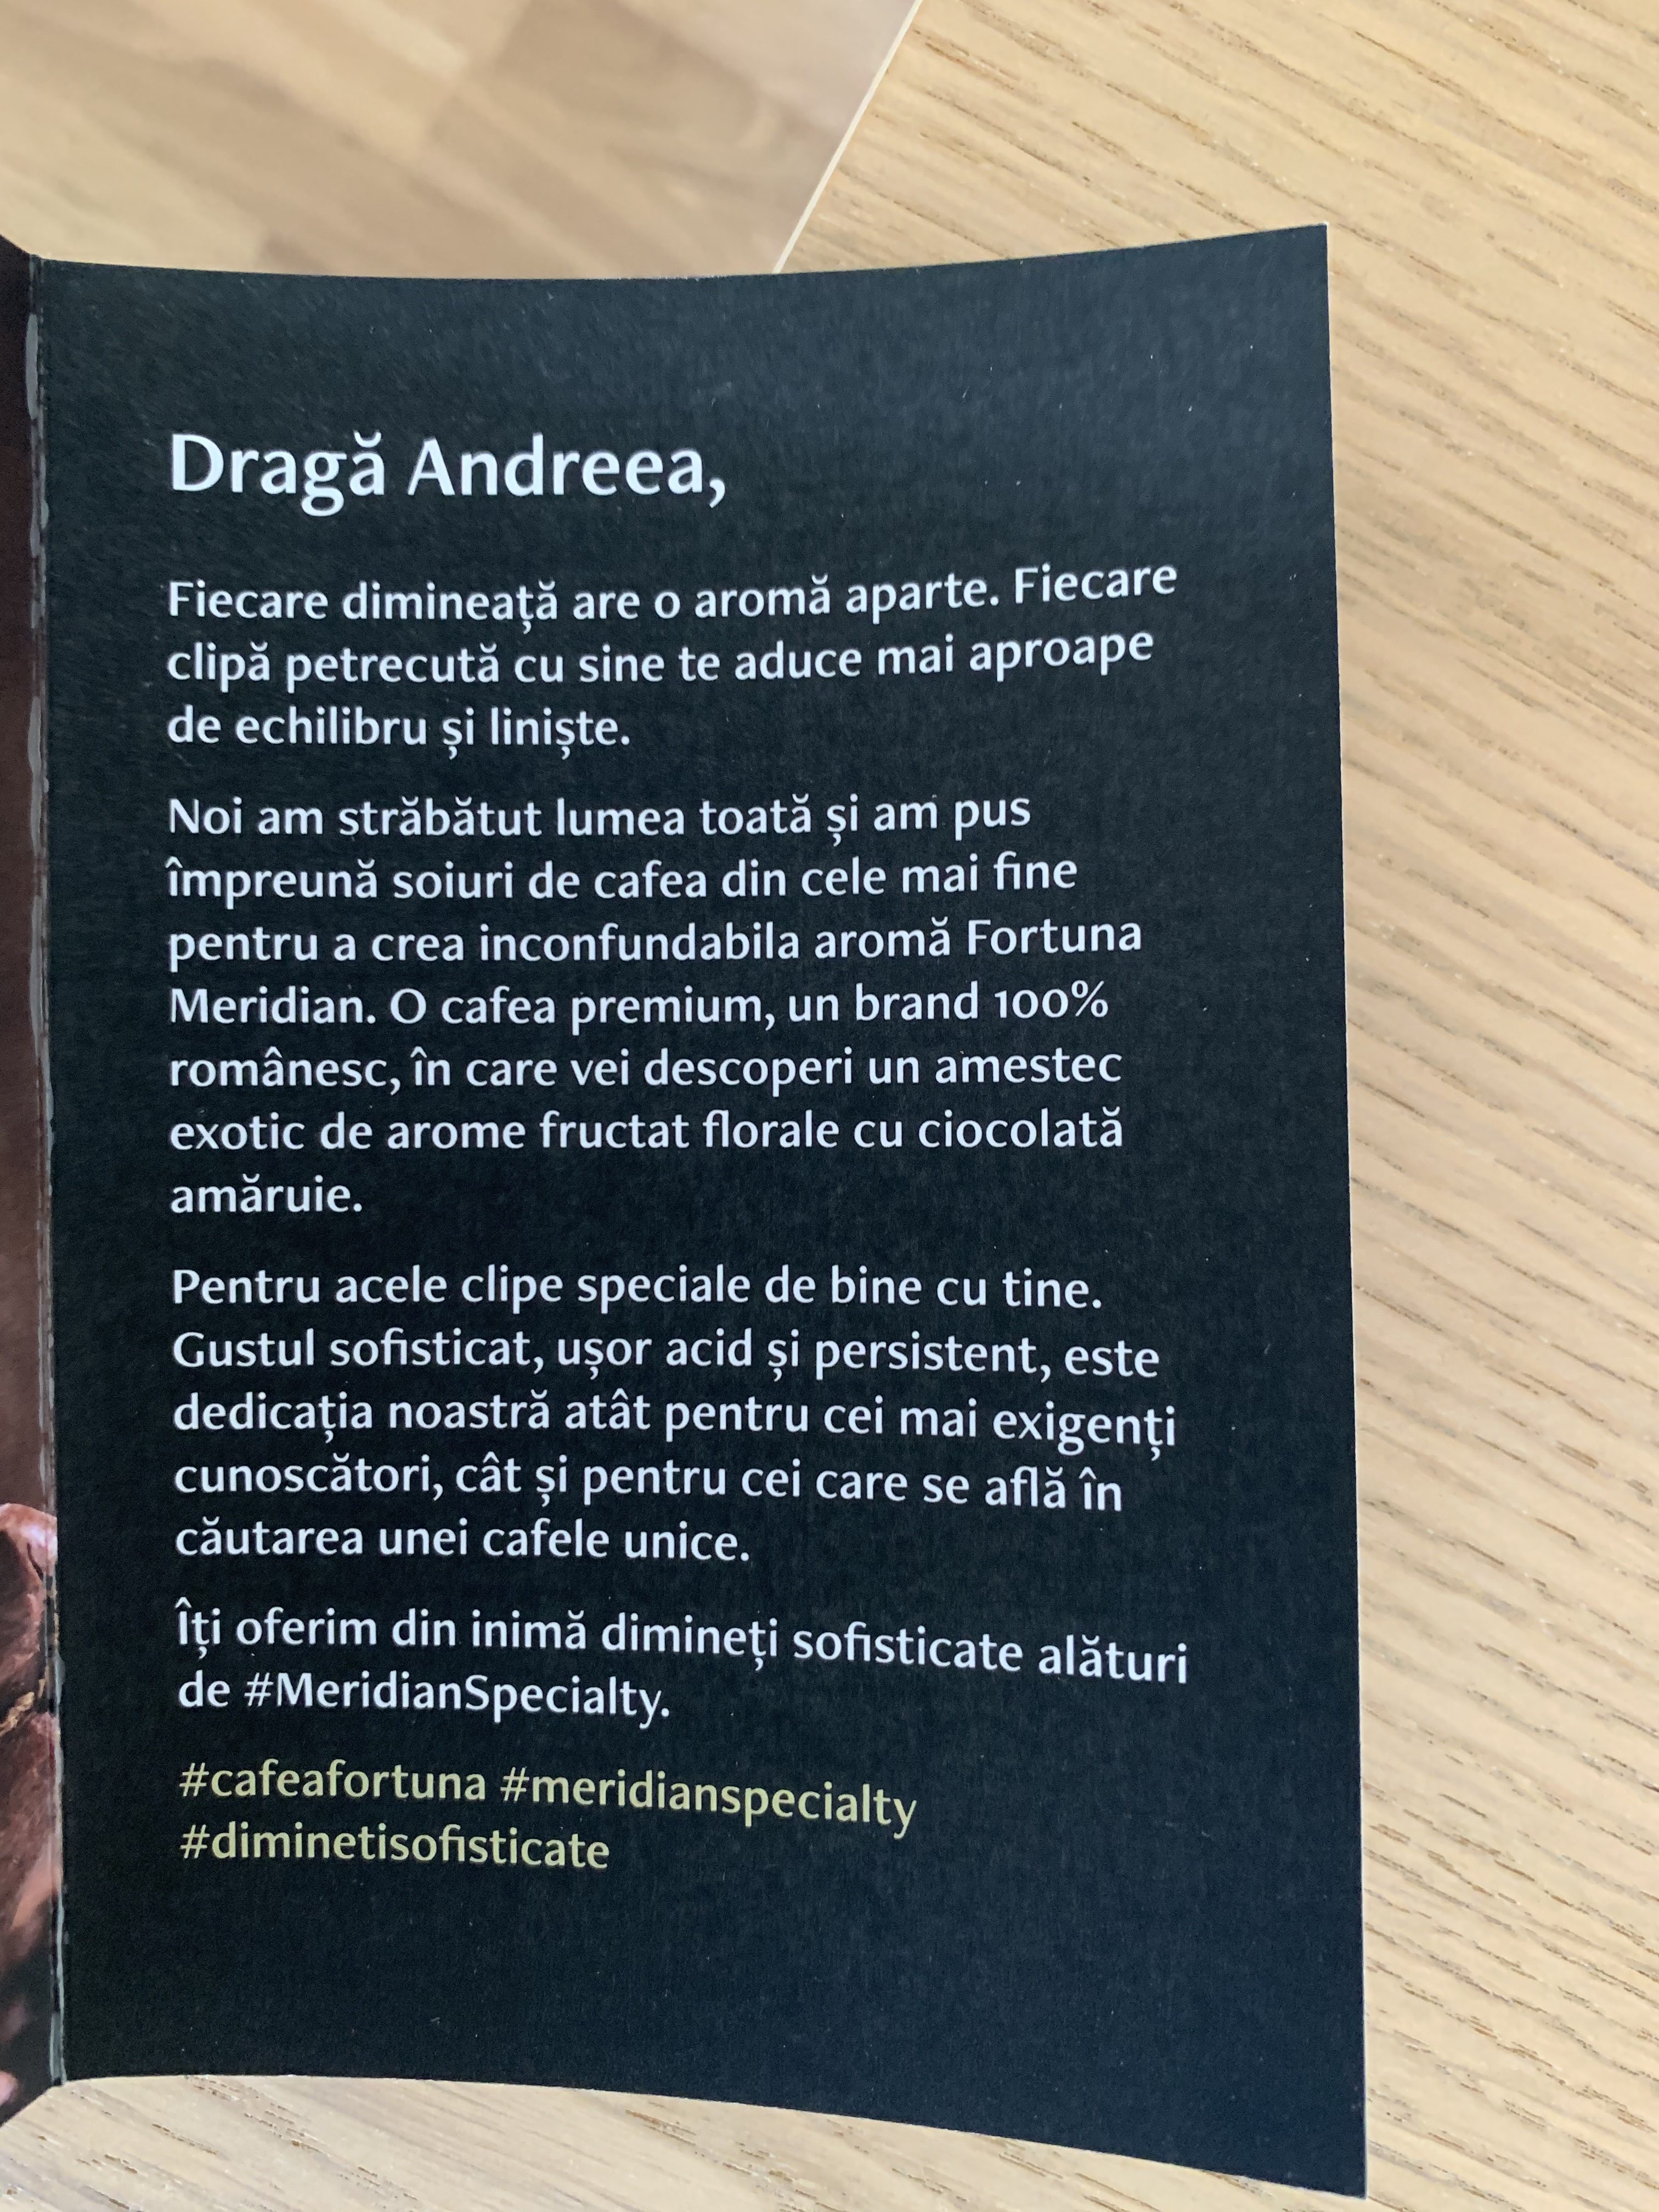 Dragă Andreea,
Fiecare dimineață are o aromă aparte. Fiecare
clipă petrecută cu sine te aduce mai aproape
de echilibru și liniște.
Noi am străbătut lumea toată și am pus
împreună soiuri de cafea din cele mai fine
pentru a crea inconfundabila aromă Fortuna
Meridian. O cafea premium, un brand 100%
românesc, în care vei descoperi un amestec
exotic de arome fructat florale cu ciocolată
amăruie.
Pentru acele clipe speciale de bine cu tine.
Gustul sofisticat, ușor acid și persistent, este
dedicația noastră atât pentru cei mai exigenți
cunoscători, cât și pentru cei care se află în
căutarea unei cafele unice.
Îți oferim din inimă dimineți sofisticate alături
de #MeridianSpecialty.
#cafeafortuna #meridianspecialty
#diminetisofisticate